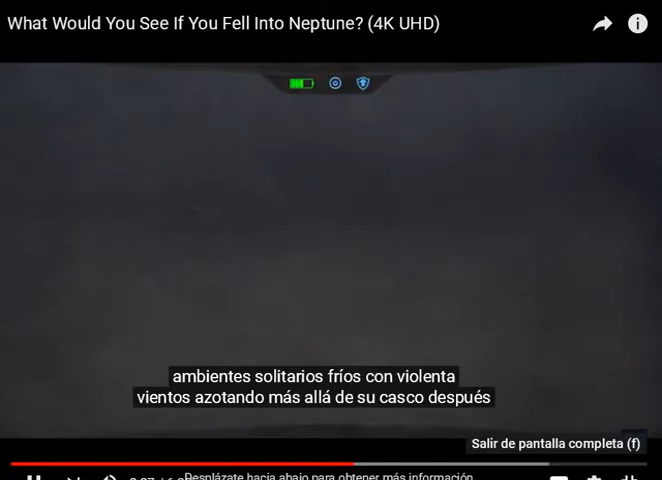 What Would You See If You Fell Into Neptune? (4K UHD)
ambientes solitarios fríos con violenta
vientos azotando más allá de su casco después
Salir de pantalla completa (f)
Desplázate hacia abajo para obtener más información